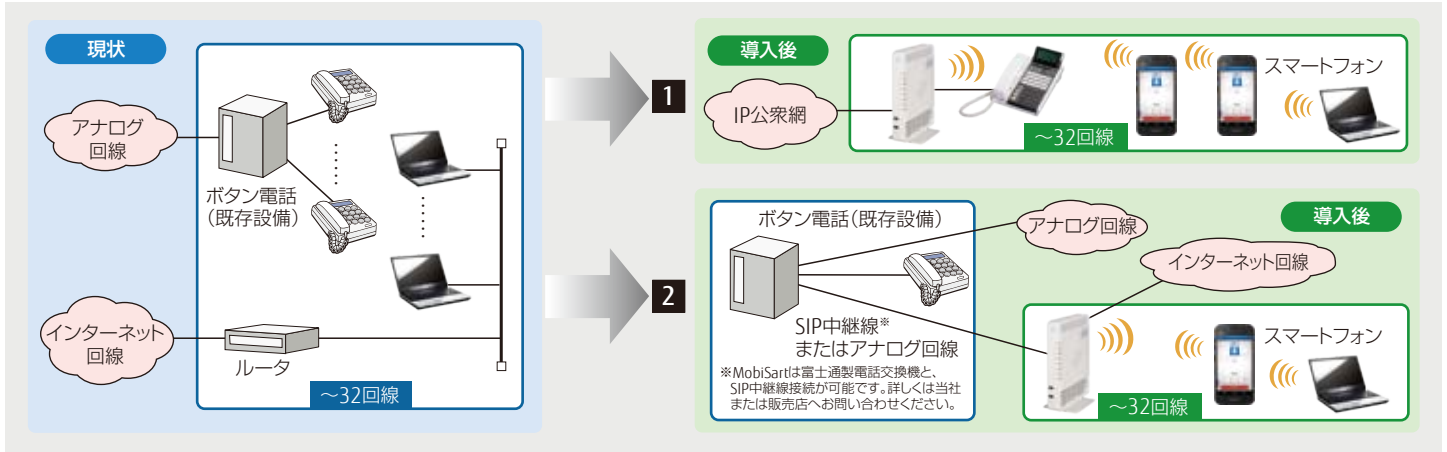 現状
アナログ
回線
ボタン電話
（既存設備）
インターネット
回線
ルータ
～32回線
1
導入後
IP公衆網
スマートフォン
～32回線
2
導入後
ボタン電話（既存設備）
アナログ回線
インターネット回線
SIP中継線※
またはアナログ回線
※MobiSartは富士通製電話交換機と、
SIP中継線接続が可能です。詳しくは当社
または販売店へお問い合わせください。
スマートフォン
～32回線